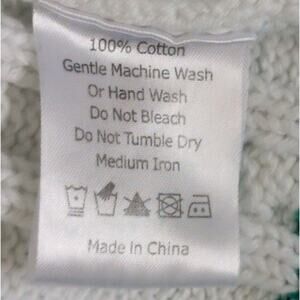 100% Cotton
Gentle Machine Wash
Or Hand Wash
Do Not Bleach
Do Not Tumble Dry
Medium Iron
Made in China